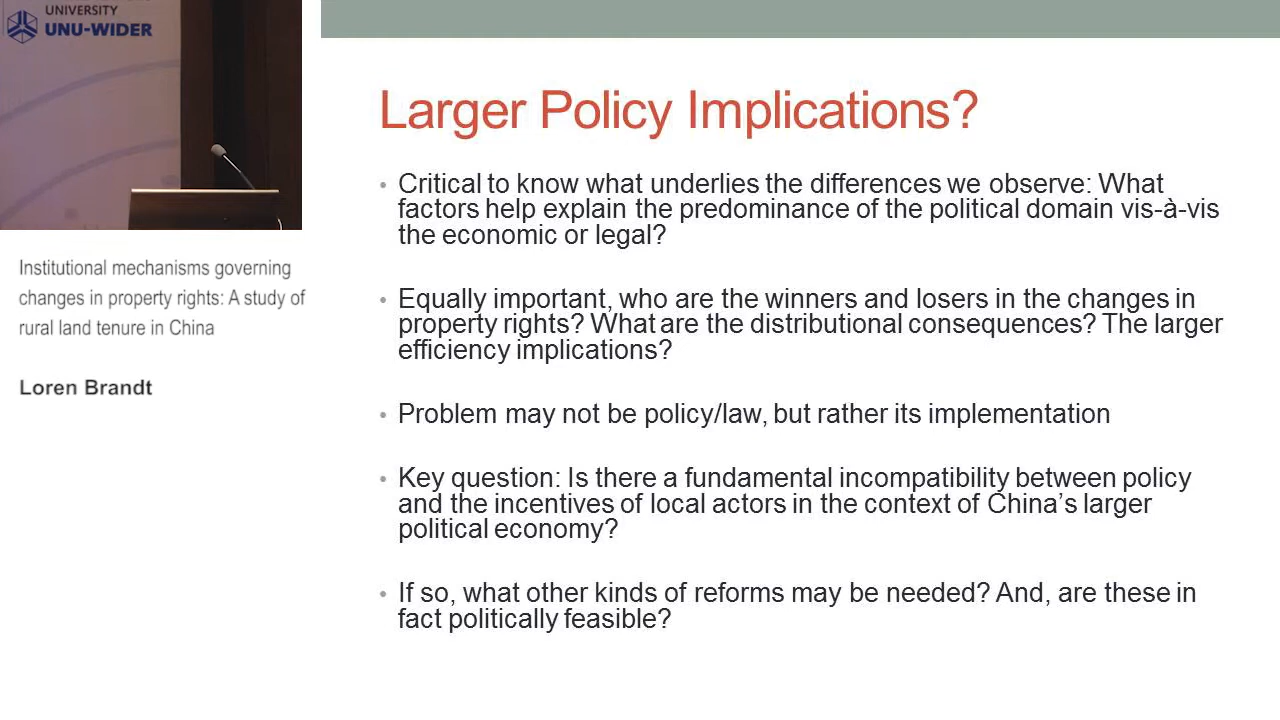 UNIVERSITY
UNU-WIDER
Institutional mechanisms governing
changes in property rights: A study of
rural land tenure in China
Loren Brandt
Larger Policy Implications?
• Critical to know what underlies the differences we observe: What
factors help explain the predominance of the political domain vis-à-vis
the economic or legal?
• Equally important, who are the winners and losers in the changes in
property rights? What are the distributional consequences? The larger
efficiency implications?
• Problem may not be policy/law, but rather its implementation
• Key question: Is there a fundamental incompatibility between policy
and the incentives of local actors in the context of China’s larger
political economy?
• If so, what other kinds of reforms may be needed? And, are these in
fact politically feasible?